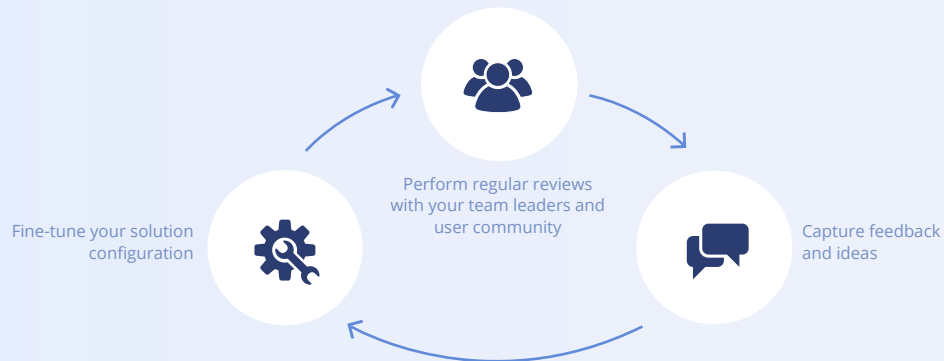 Perform regular reviews
with your team leaders and
user community
Fine-tune your solution
configuration
Capture feedback
and ideas